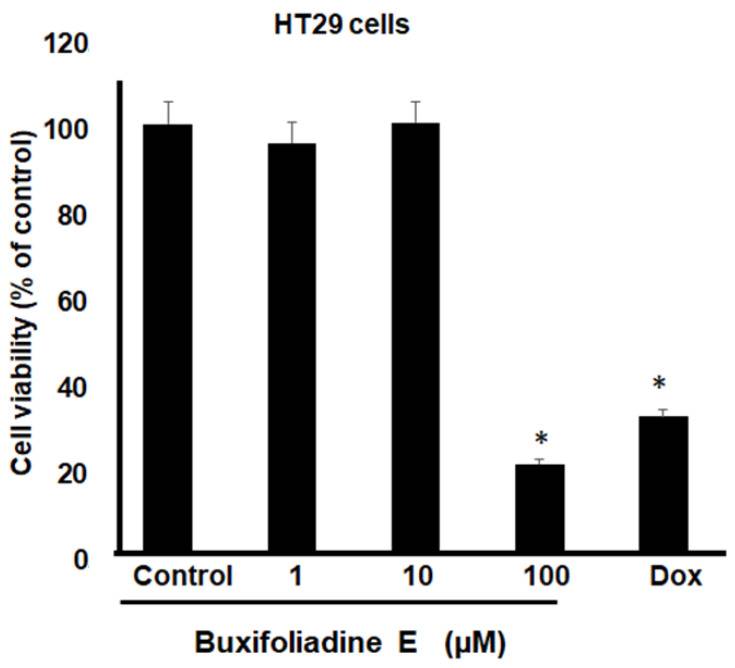 HT29 cells
120
100
80
60
40
20
0
Cell viability (% of control)
*
*
Control 1 10 100 Dox
Buxifoliadine E (µM)